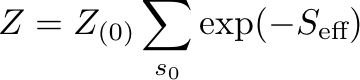 Z = Z_{(0)} \sum_{s_0} \exp(-S_{\text{eff}})